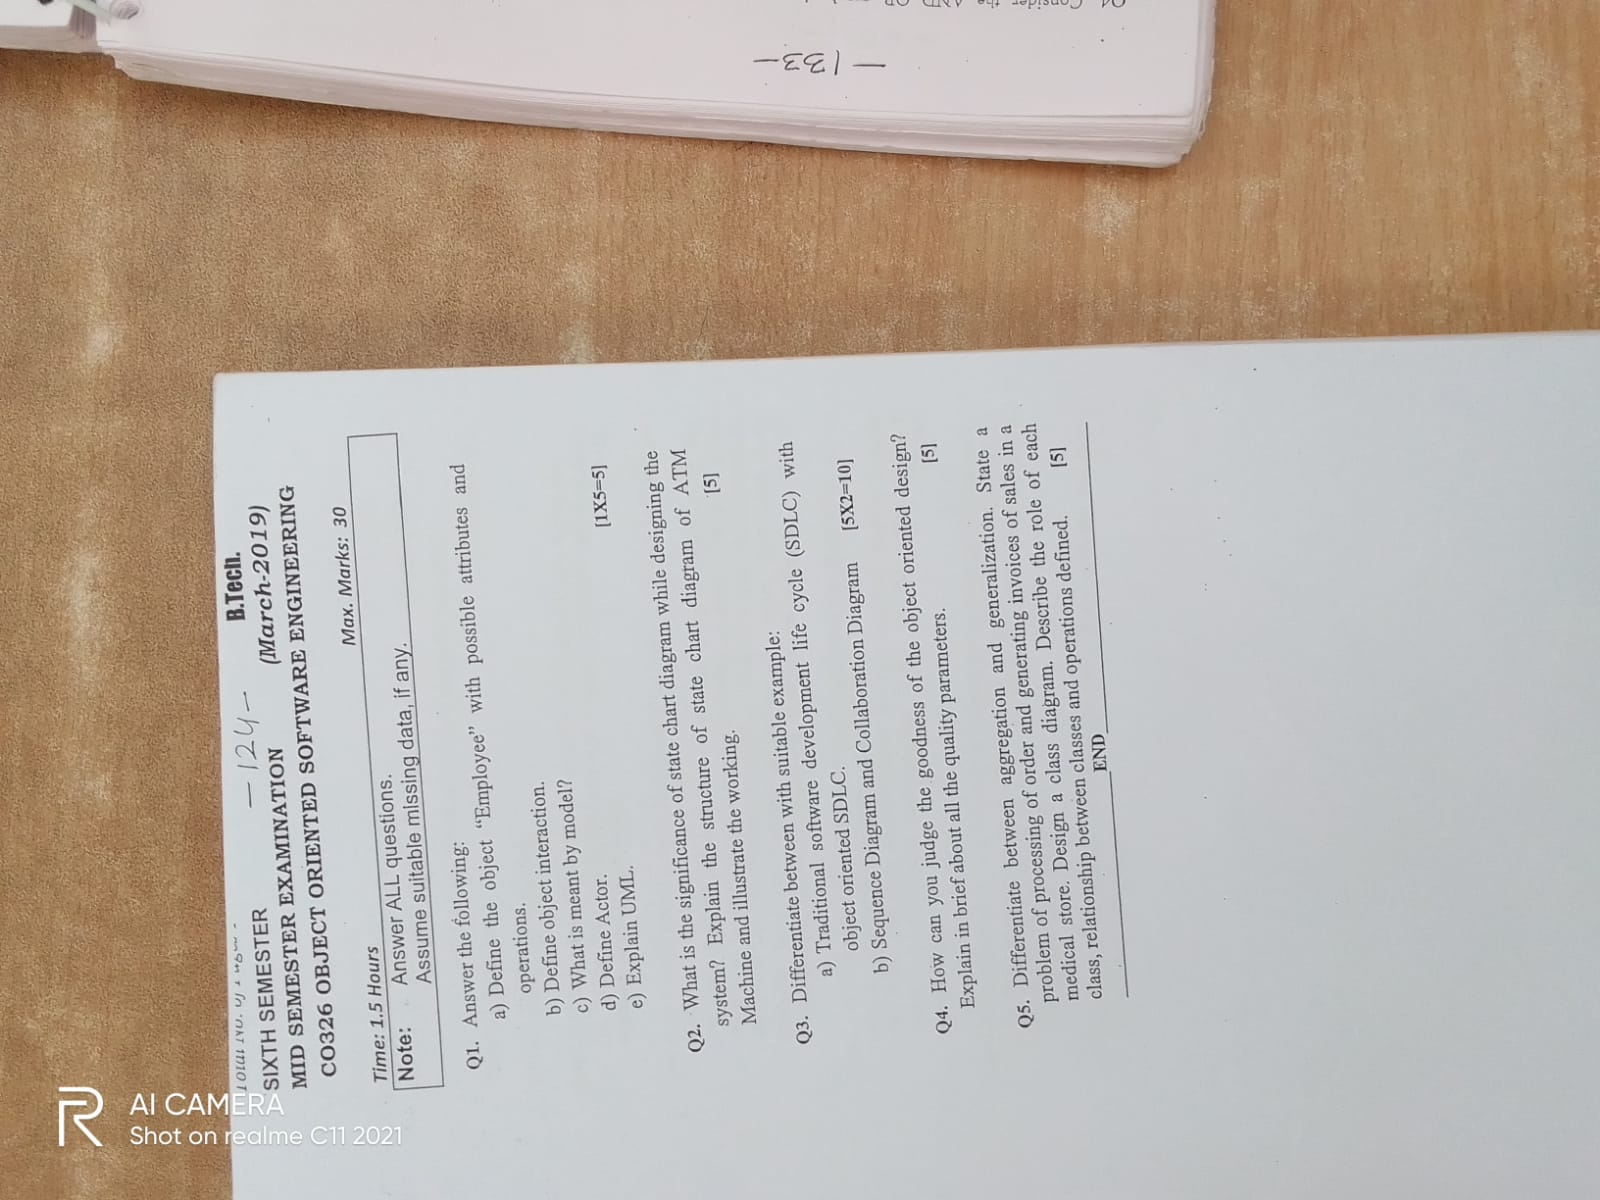 AI CAMERA
Shot on realme C11 2021
Total No. of
-124-
B.Tech.
SIXTH SEMESTER
(March-2019)
MID SEMESTER EXAMINATION
CO326 OBJECT ORIENTED SOFTWARE ENGINEERING
Time: 1.5 Hours
Max. Marks: 30
Note: Answer ALL questions.
Assume suitable missing data, if any.
Q1. Answer the following:
a) Define the object “Employee” with possible attributes and
operations.
b) Define object interaction.
c) What is meant by model?
d) Define Actor.
e) Explain UML. [1X5=5]
Q2. What is the significance of state chart diagram while designing the
system? Explain the structure of state chart diagram of ATM
Machine and illustrate the working. [5]
Q3. Differentiate between with suitable example:
a) Traditional software development life cycle (SDLC) with
object oriented SDLC.
b) Sequence Diagram and Collaboration Diagram [5X2=10]
Q4. How can you judge the goodness of the object oriented design?
Explain in brief about all the quality parameters. [5]
Q5. Differentiate between aggregation and generalization. State a
problem of processing of order and generating invoices of sales in a
medical store. Design a class diagram. Describe the role of each
class, relationship between classes and operations defined. [5]
END
-133-
Consider the AND OR